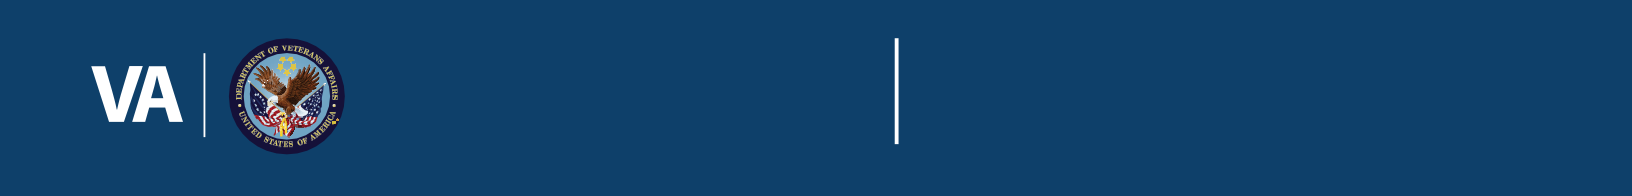 VA
DEPARTMENT OF VETERANS AFFAIRS
UNITED STATES OF AMERICA